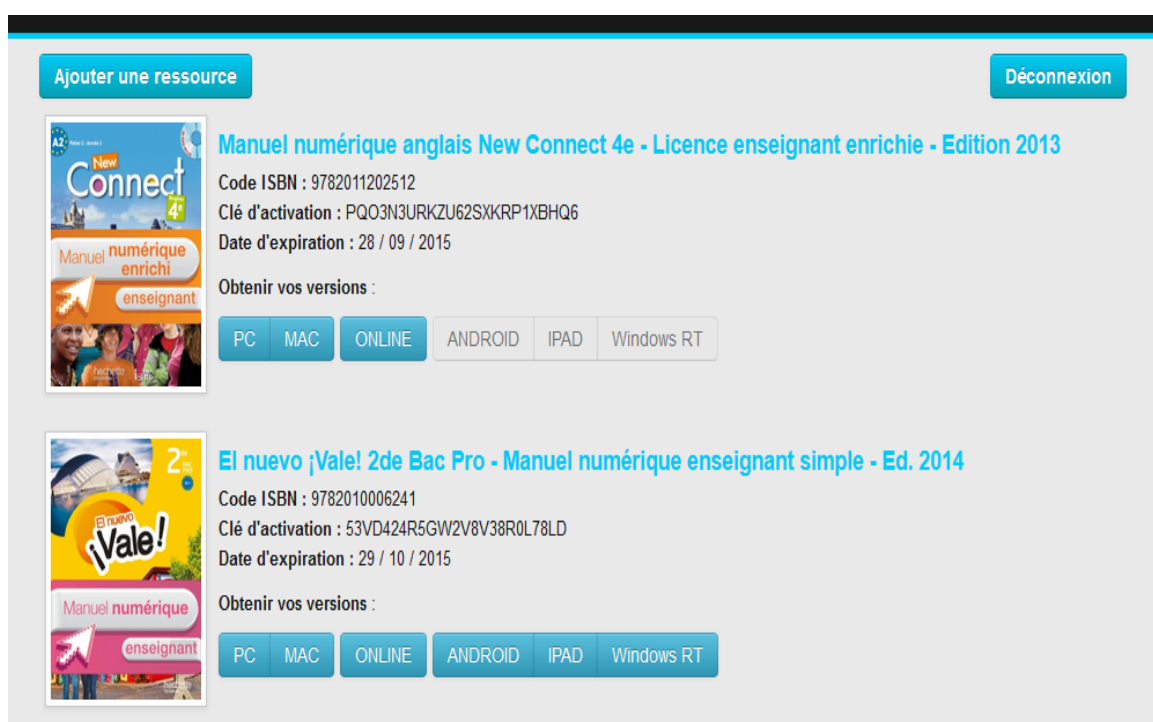 Ajouter une ressource
Déconnexion
A2
New
Connect
4e
Manuel numérique
enrichi
enseignant
hachette
Manuel numérique anglais New Connect 4e - Licence enseignant enrichie - Edition 2013
Code ISBN : 9782011202512
Clé d'activation : PQO3N3URKZU62SXKRP1XBHQ6
Date d'expiration : 28 / 09 / 2015
Obtenir vos versions :
PC MAC ONLINE ANDROID IPAD Windows RT
2de
El nuevo
¡Vale!
Manuel numérique
enseignant
hachette
El nuevo ¡Vale! 2de Bac Pro - Manuel numérique enseignant simple - Ed. 2014
Code ISBN : 9782010006241
Clé d'activation : 53VD424R5GW2V8V38R0L78LD
Date d'expiration : 29 / 10 / 2015
Obtenir vos versions :
PC MAC ONLINE ANDROID IPAD Windows RT